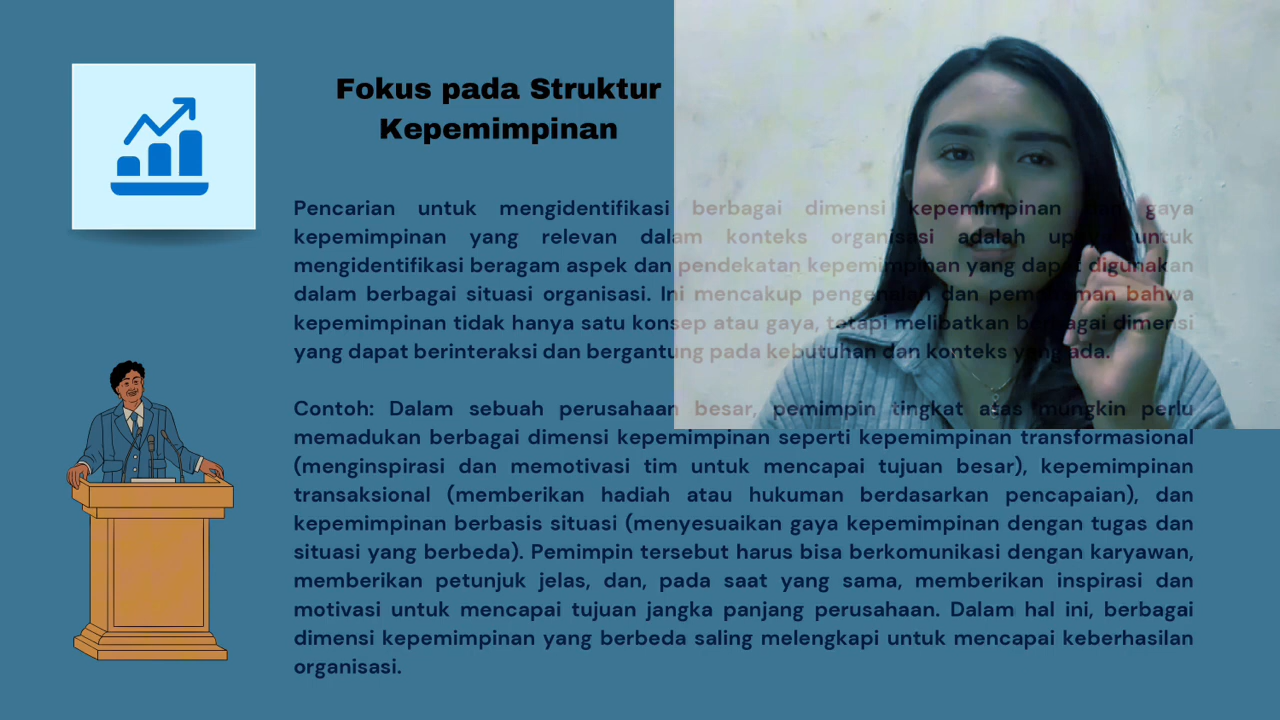 Fokus pada Struktur
Kepemimpinan
Pencarian untuk mengidentifikasi berbagai dimensi kepemimpinan gaya
kepemimpinan yang relevan dalam konteks organisasi adalah untuk
mengidentifikasi beragam aspek dan pendekatan kepemimpinan yang dapat digunakan
dalam berbagai situasi organisasi. Ini mencakup pengenalan dan pemahaman bahwa
kepemimpinan tidak hanya satu konsep atau gaya, tetapi melibatkan berbagai dimensi
yang dapat berinteraksi dan bergantung pada kebutuhan dan konteks yang ada.
Contoh: Dalam sebuah perusahaan besar, pemimpin tingkat atas mungkin perlu
memadukan berbagai dimensi kepemimpinan seperti kepemimpinan transformasional
(menginspirasi dan memotivasi tim untuk mencapai tujuan besar), kepemimpinan
transaksional (memberikan hadiah atau hukuman berdasarkan pencapaian), dan
kepemimpinan berbasis situasi (menyesuaikan gaya kepemimpinan dengan tugas dan
situasi yang berbeda). Pemimpin tersebut harus bisa berkomunikasi dengan karyawan,
memberikan petunjuk jelas, dan, pada saat yang sama, memberikan inspirasi dan
motivasi untuk mencapai tujuan jangka panjang perusahaan. Dalam hal ini, berbagai
dimensi kepemimpinan yang berbeda saling melengkapi untuk mencapai keberhasilan
organisasi.